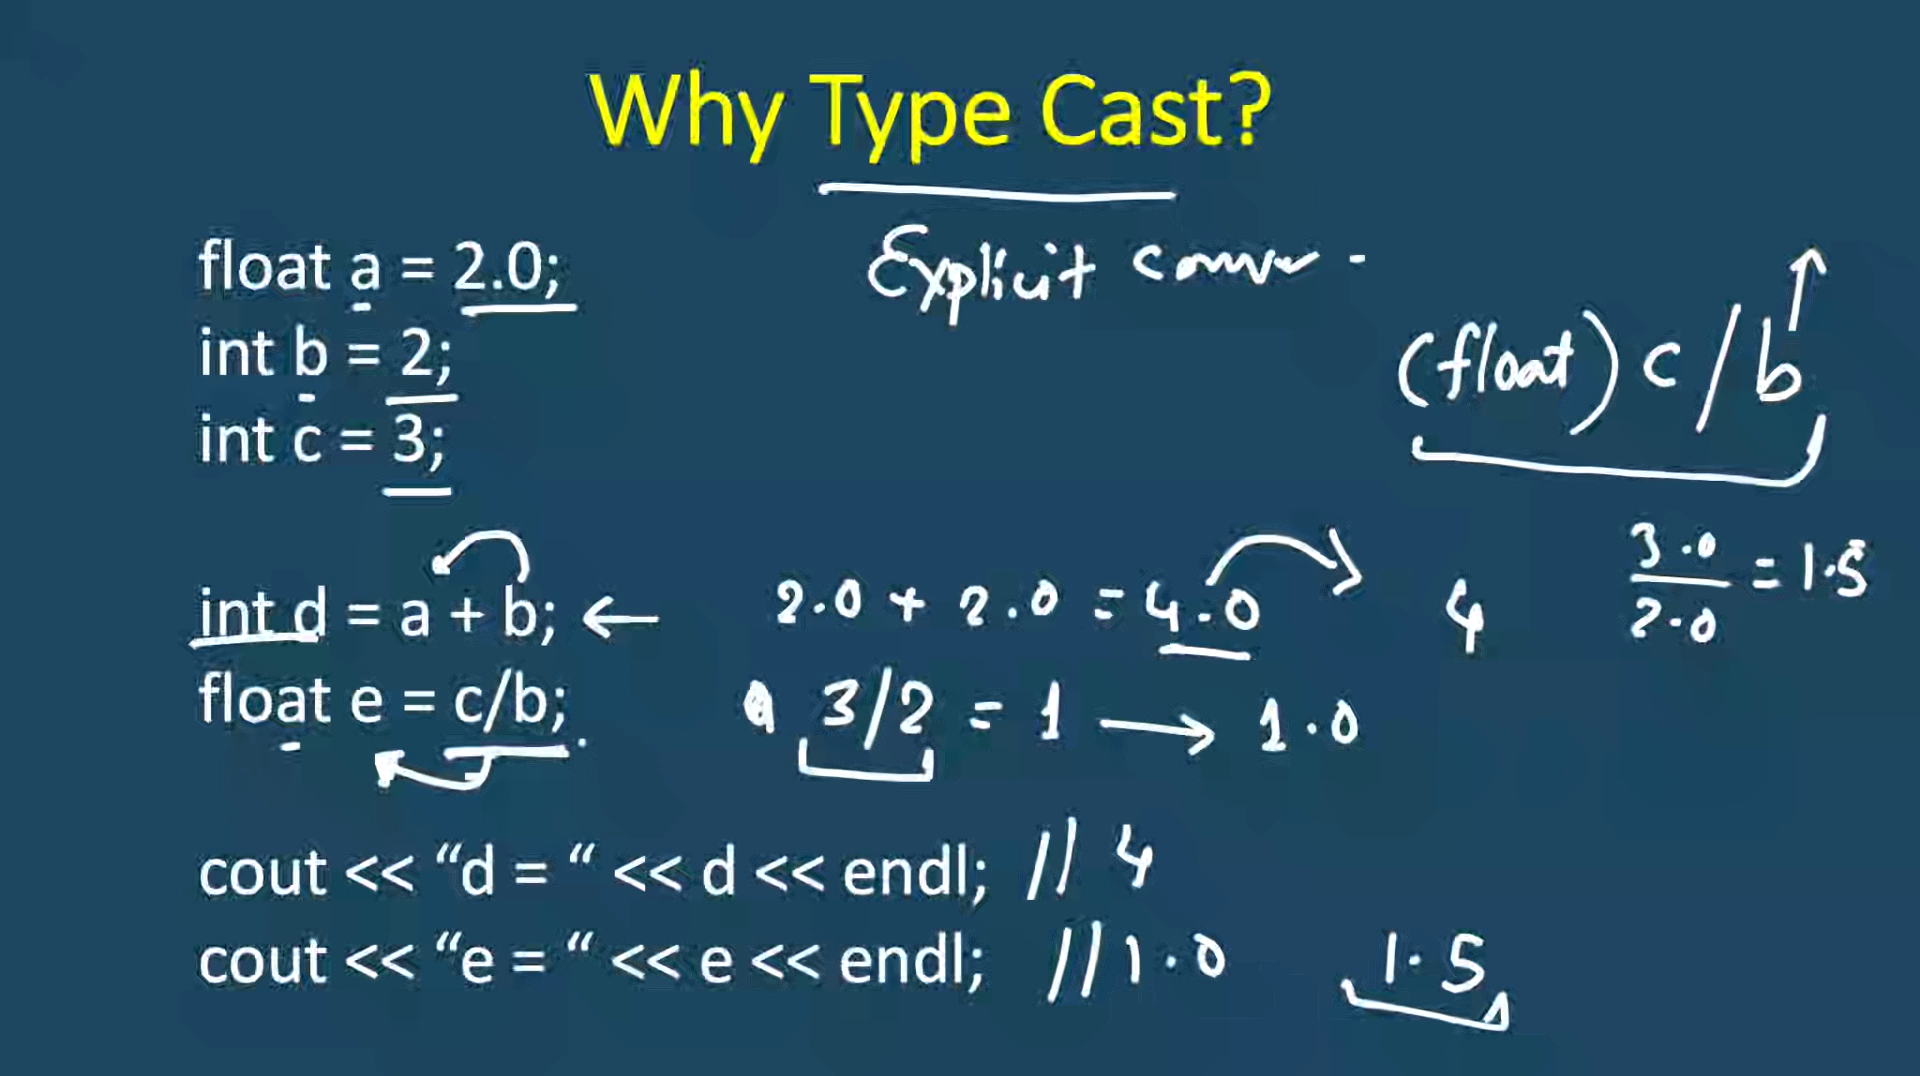 Why Type Cast?
Explicit conver -
float a = 2.0;
int b = 2;
int c = 3;
(float) c / b
3.0
2.0
= 1.5
int d = a + b; ← 2.0 + 2.0 = 4.0 4
float e = c/b; 3/2 = 1 → 1.0
cout << “d = “ << d << endl; // 4
cout << “e = “ << e << endl; // 1.0 1.5